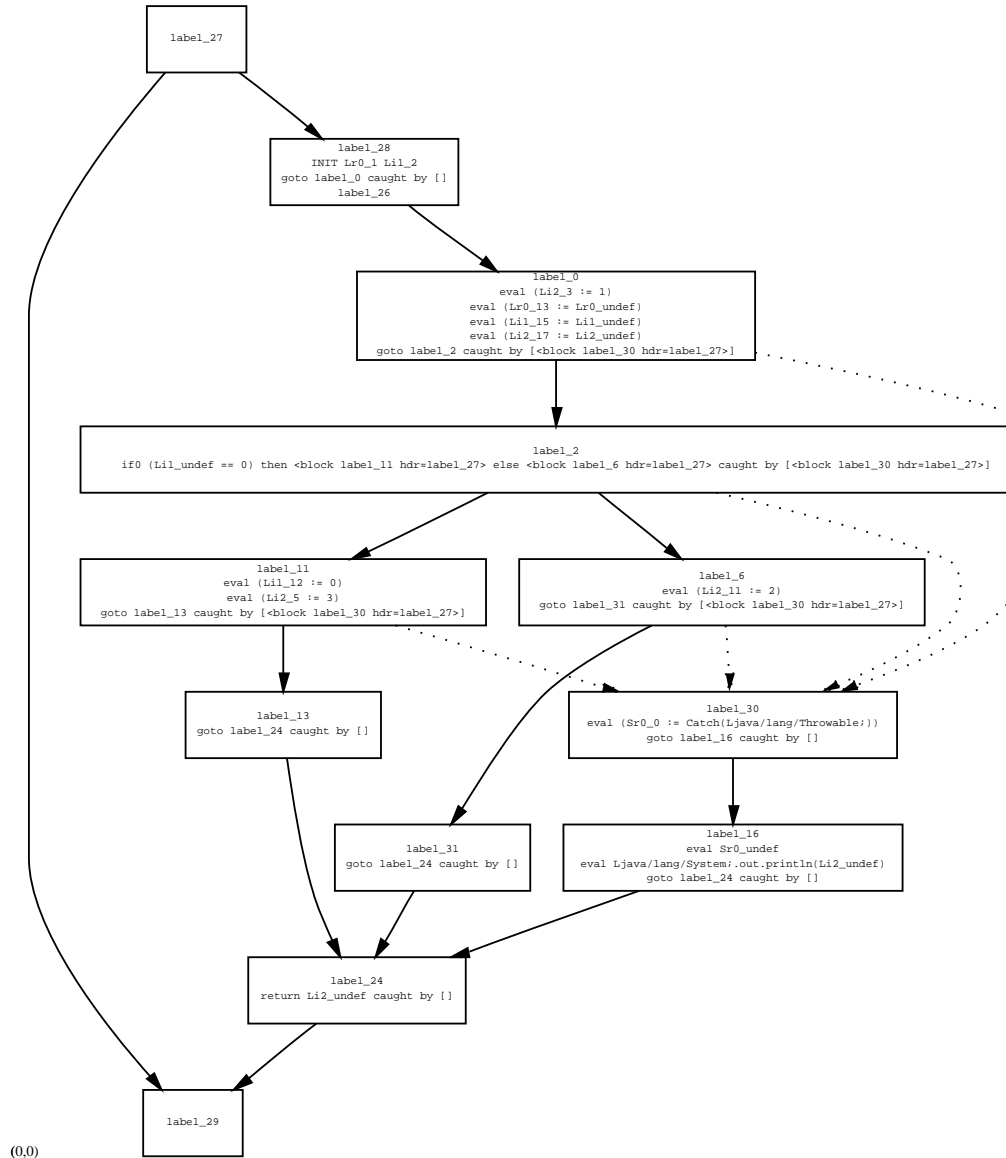 label_27
label_28
INIT Lr0_1 Li1_2
goto label_0 caught by []
label_26
label_0
eval (Li2_3 := 1)
eval (Lr0_13 := Lr0_undef)
eval (Li1_15 := Li1_undef)
eval (Li2_17 := Li2_undef)
goto label_2 caught by [<block label_30 hdr=label_27>]
label_2
if0 (Li1_undef == 0) then <block label_11 hdr=label_27> else <block label_6 hdr=label_27> caught by [<block label_30 hdr=label_27>]
label_11
eval (Li1_12 := 0)
eval (Li2_5 := 3)
goto label_13 caught by [<block label_30 hdr=label_27>]
label_6
eval (Li2_11 := 2)
goto label_31 caught by [<block label_30 hdr=label_27>]
label_13
goto label_24 caught by []
label_30
eval (Sr0_0 := Catch(Ljava/lang/Throwable;))
goto label_16 caught by []
label_31
goto label_24 caught by []
label_16
eval Sr0_undef
eval Ljava/lang/System;.out.println(Li2_undef)
goto label_24 caught by []
label_24
return Li2_undef caught by []
label_29
(0,0)